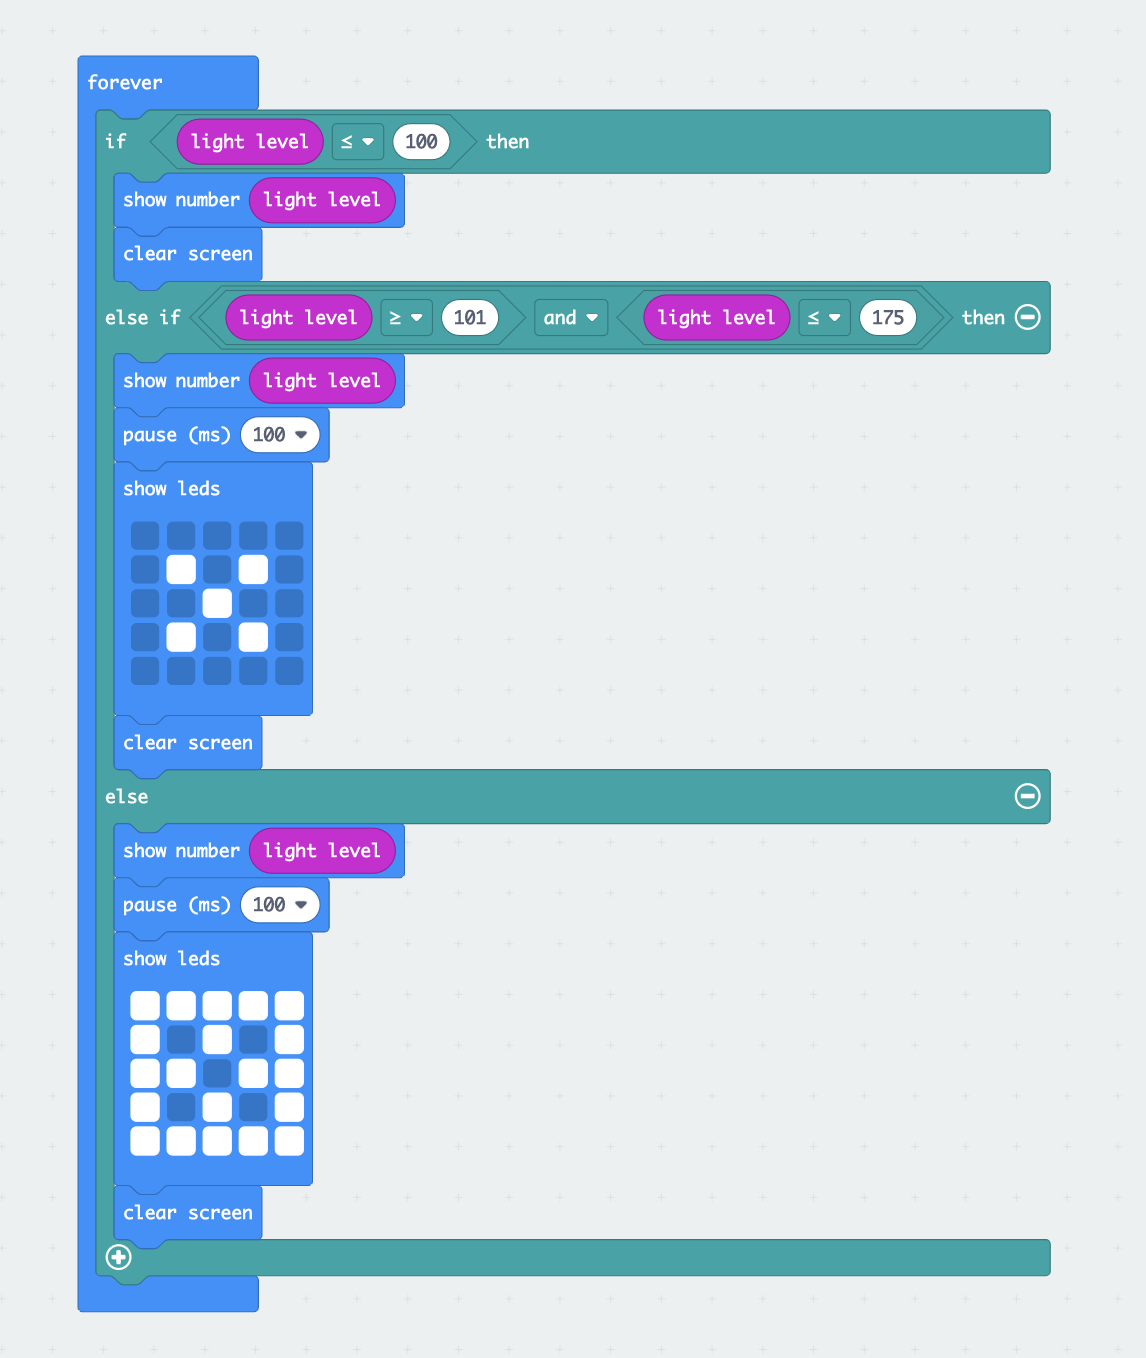 forever
if light level ≤ 100 then
show number light level
clear screen
else if light level ≥ 101 and light level ≤ 175 then
show number light level
pause (ms) 100
show leds
clear screen
else
show number light level
pause (ms) 100
show leds
clear screen